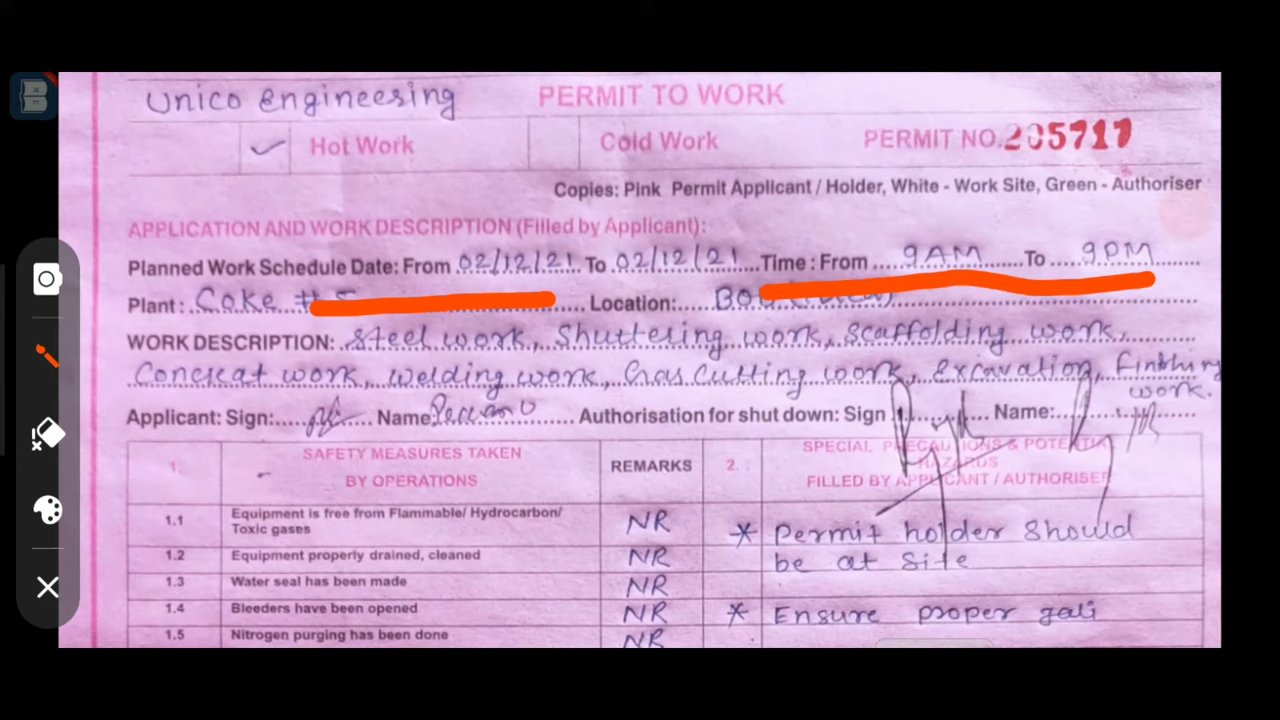 Unico Engineering PERMIT TO WORK
Hot Work Cold Work PERMIT NO. 205717
Copies: Pink Permit Applicant / Holder, White - Work Site, Green - Authoriser
APPLICATION AND WORK DESCRIPTION (Filled by Applicant):
Planned Work Schedule Date: From 02/12/21 To 02/12/21 Time : From 9AM To 9PM
Plant : Coke Location:
WORK DESCRIPTION: Steel work, Shuttering work, Scaffolding work,
Concreat work, welding work, Gas Cutting work, Excavation, Finthing
work.
Applicant: Sign: Name Authorisation for shut down: Sign Name:
1. SAFETY MEASURES TAKEN BY OPERATIONS REMARKS 2. SPECIAL PRECAUTIONS & POTENTIAL HAZARDS FILLED BY APPLICANT / AUTHORISER
1.1 Equipment is free from Flammable/ Hydrocarbon/ Toxic gases NR * Permit holder Should
be at Site
1.2 Equipment properly drained, cleaned NR
1.3 Water seal has been made NR
1.4 Bleeders have been opened NR * Ensure proper gali
1.5 Nitrogen purging has been done NR